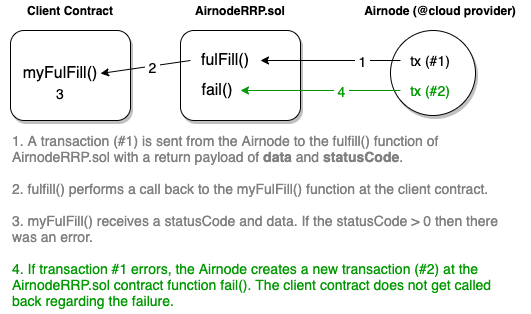 Client Contract AirnodeRRP.sol Airnode (@cloud provider)
fulFill() 1 tx (#1)
myFulFill() 2
3 fail() 4 tx (#2)
1. A transaction (#1) is sent from the Airnode to the fulfill() function of
AirnodeRRP.sol with a return payload of data and statusCode.
2. fulfill() performs a call back to the myFulFill() function at the client contract.
3. myFulFill() receives a statusCode and data. If the statusCode > 0 then there
was an error.
4. If transaction #1 errors, the Airnode creates a new transaction (#2) at the
AirnodeRRP.sol contract function fail(). The client contract does not get called
back regarding the failure.